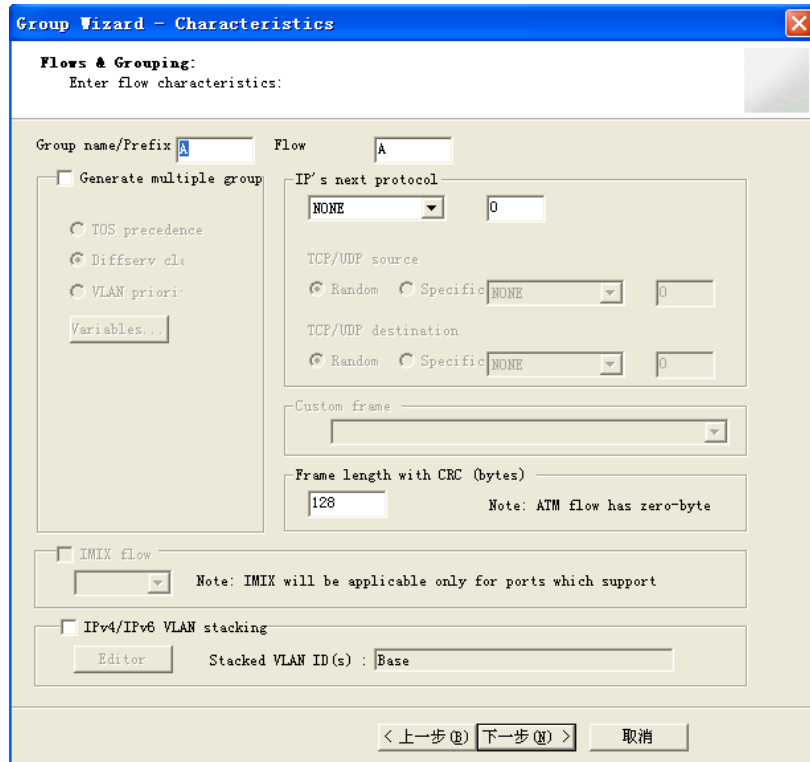 Group Wizard - Characteristics
Flows & Grouping:
Enter flow characteristics:
Group name/Prefix A Flow A
Generate multiple group
TOS precedence
Diffserv cla
VLAN priori
Variables...
IP's next protocol
NONE 0
TCP/UDP source
Random Specific NONE 0
TCP/UDP destination
Random Specific NONE 0
Custom frame
Frame length with CRC (bytes)
128 Note: ATM flow has zero-byte
IMIX flow
Note: IMIX will be applicable only for ports which support
IPv4/IPv6 VLAN stacking
Editor Stacked VLAN ID(s) : Base
< 上一步(B) 下一步(N) > 取消